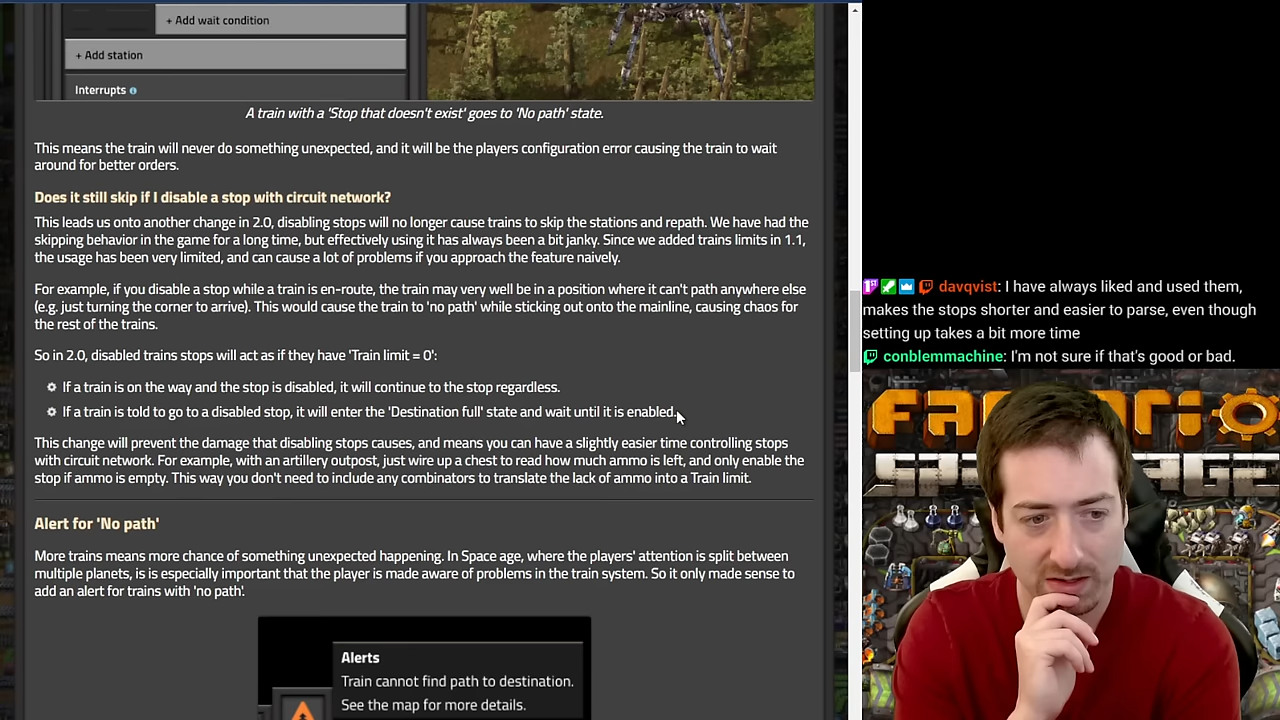 + Add wait condition
+ Add station
Interrupts
A train with a 'Stop that doesn't exist' goes to 'No path' state.
This means the train will never do something unexpected, and it will be the players configuration error causing the train to wait
around for better orders.
Does it still skip if I disable a stop with circuit network?
This leads us onto another change in 2.0, disabling stops will no longer cause trains to skip the stations and repath. We have had the
skipping behavior in the game for a long time, but effectively using it has always been a bit janky. Since we added trains limits in 1.1,
the usage has been very limited, and can cause a lot of problems if you approach the feature naively.
For example, if you disable a stop while a train is en-route, the train may very well be in a position where it can't path anywhere else
(e.g. just turning the corner to arrive). This would cause the train to 'no path' while sticking out onto the mainline, causing chaos for
the rest of the trains.
So in 2.0, disabled trains stops will act as if they have 'Train limit = 0':
If a train is on the way and the stop is disabled, it will continue to the stop regardless.
If a train is told to go to a disabled stop, it will enter the 'Destination full' state and wait until it is enabled.
This change will prevent the damage that disabling stops causes, and means you can have a slightly easier time controlling stops
with circuit network. For example, with an artillery outpost, just wire up a chest to read how much ammo is left, and only enable the
stop if ammo is empty. This way you don't need to include any combinators to translate the lack of ammo into a Train limit.
Alert for 'No path'
More trains means more chance of something unexpected happening. In Space age, where the players' attention is split between
multiple planets, is is especially important that the player is made aware of problems in the train system. So it only made sense to
add an alert for trains with 'no path'.
Alerts
Train cannot find path to destination.
See the map for more details.
1st davqvist: I have always liked and used them,
makes the stops shorter and easier to parse, even though
setting up takes a bit more time
conblemmachine: I'm not sure if that's good or bad.